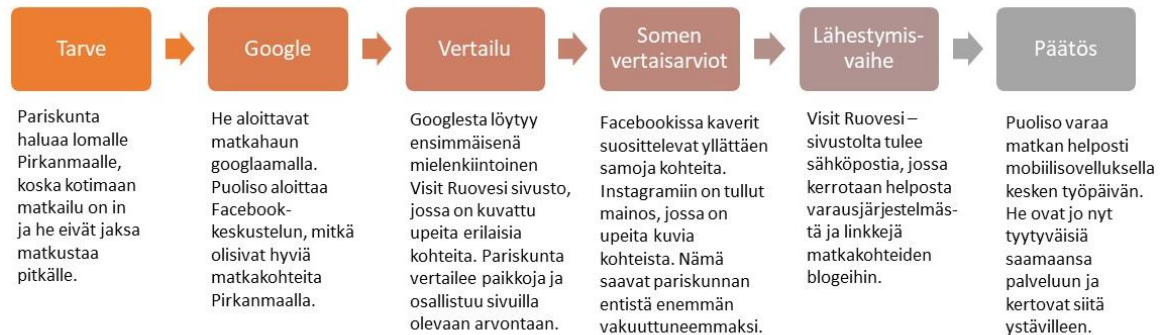 Tarve
Google
Vertailu
Somen
vertaisarviot
Lähestymis-
vaihe
Päätös
Pariskunta
haluaa lomalle
Pirkanmaalle,
koska kotimaan
matkailu on in
ja he eivät jaksa
matkustaa
pitkälle.
He aloittavat
matkahaun
googlaamalla.
Puoliso aloittaa
Facebook-
keskustelun, mitkä
olisivat hyviä
matkakohteita
Pirkanmaalla.
Googlesta löytyy
ensimmäisenä
mielenkiintoinen
Visit Ruovesi sivusto,
jossa on kuvattu
upeita erilaisia
kohteita. Pariskunta
vertailee paikkoja ja
osallistuu sivuilla
olevaan arvontaan.
Facebookissa kaverit
suosittelevat yllättäen
samoja kohteita.
Instagramiin on tullut
mainos, jossa on
upeita kuvia
kohteista. Nämä
saavat pariskunnan
entistä enemmän
vakuuttuneemmaksi.
Visit Ruovesi –
sivustolta tulee
sähköpostia, jossa
kerrotaan helposta
varausjärjestelmäs-
tä ja linkkejä
matkakohteiden
blogeihin.
Puoliso varaa
matkan helposti
mobiilisovelluksella
kesken työpäivän.
He ovat jo nyt
tyytyväisiä
saamaansa
palveluun ja
kertovat siitä
ystävilleen.